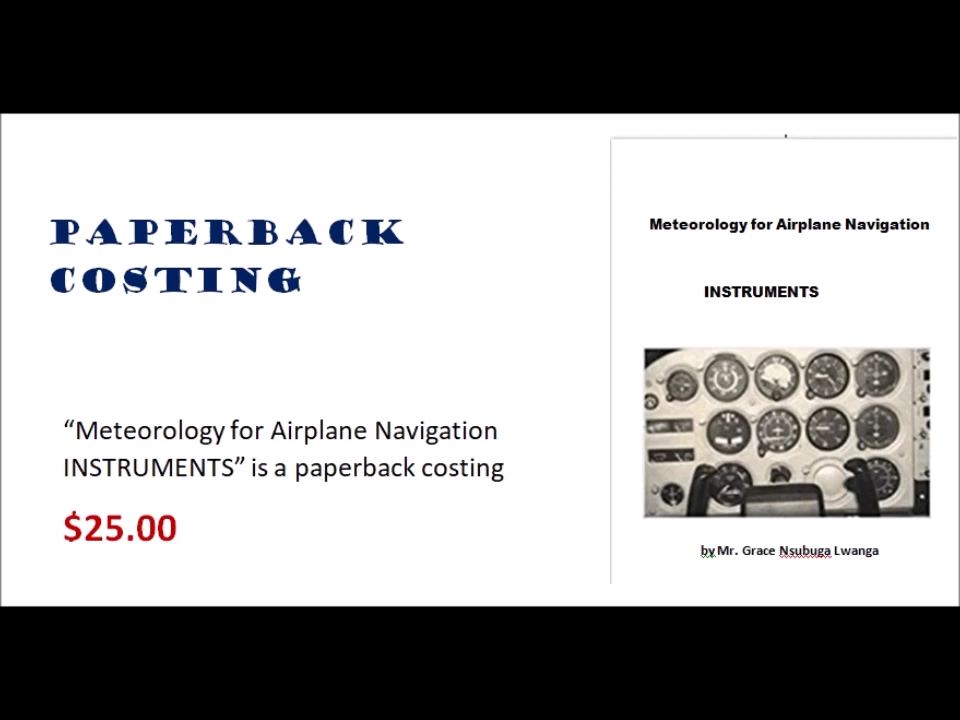 PAPERBACK
COSTING
“Meteorology for Airplane Navigation
INSTRUMENTS” is a paperback costing
$25.00
Meteorology for Airplane Navigation
INSTRUMENTS
by Mr. Grace Nsubuga Lwanga